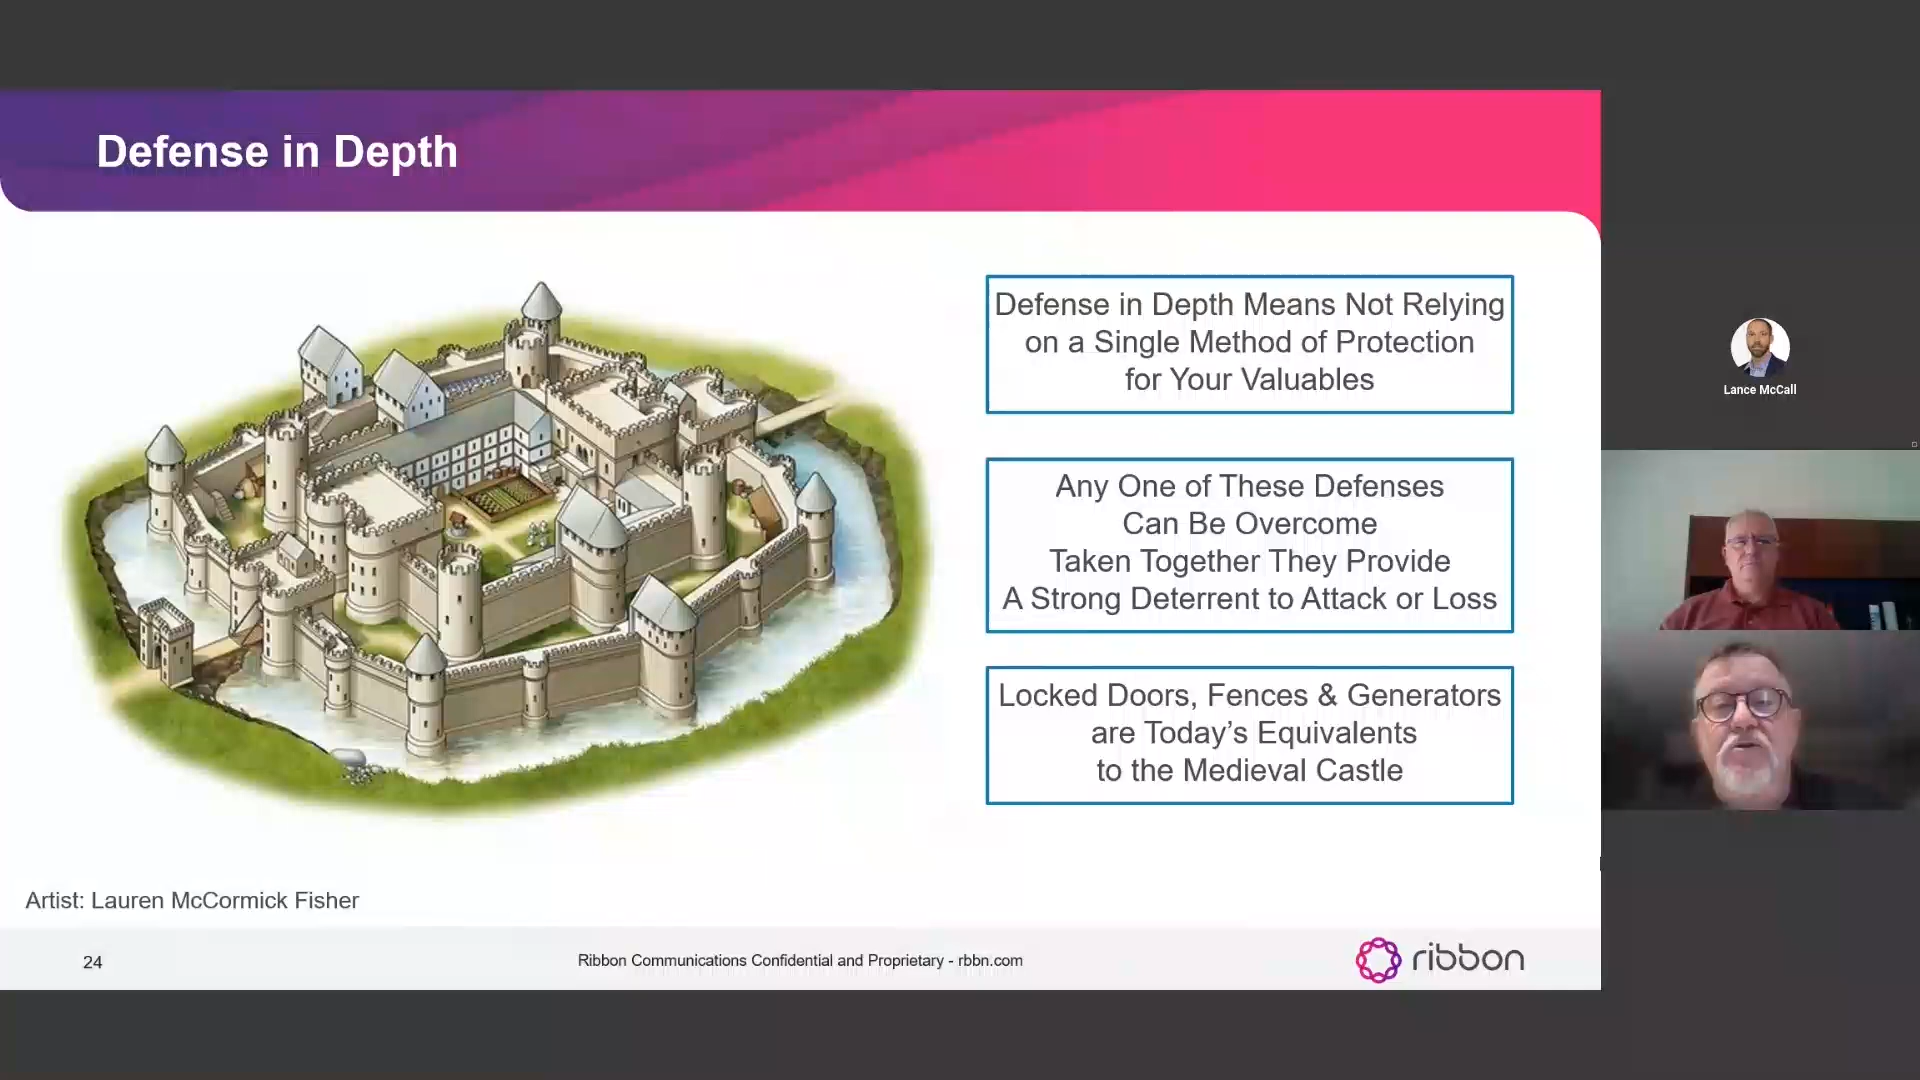 Defense in Depth
Defense in Depth Means Not Relying
on a Single Method of Protection
for Your Valuables
Any One of These Defenses
Can Be Overcome
Taken Together They Provide
A Strong Deterrent to Attack or Loss
Locked Doors, Fences & Generators
are Today’s Equivalents
to the Medieval Castle
Artist: Lauren McCormick Fisher
24
Ribbon Communications Confidential and Proprietary - rbbn.com
ribbon
Lance McCall